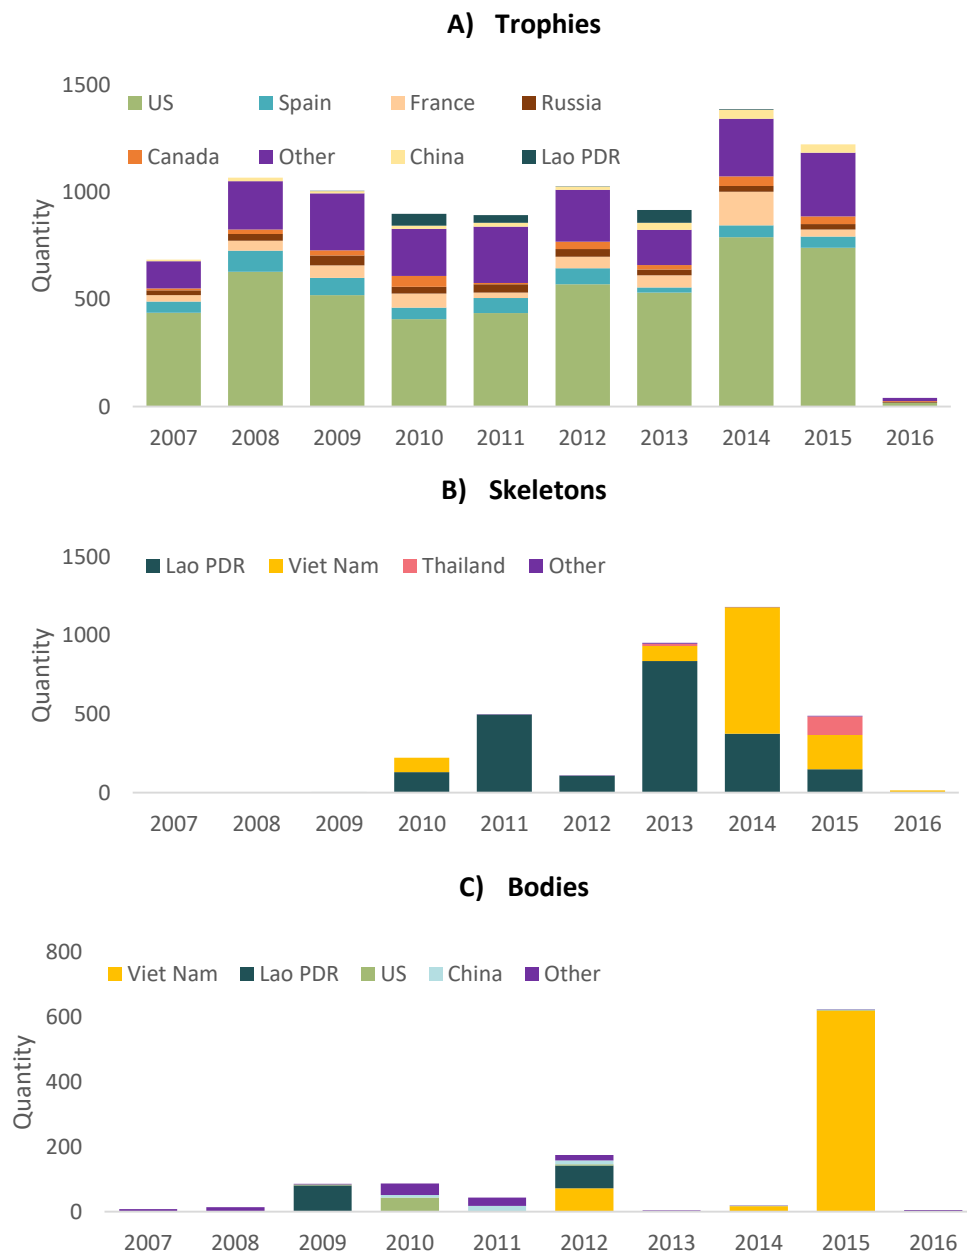 A) Trophies
1500
US Spain France Russia
Canada Other China Lao PDR
1000
Quantity
500
0
2007 2008 2009 2010 2011 2012 2013 2014 2015 2016
B) Skeletons
1500
Lao PDR Viet Nam Thailand Other
1000
Quantity
500
0
2007 2008 2009 2010 2011 2012 2013 2014 2015 2016
C) Bodies
800
Viet Nam Lao PDR US China Other
600
Quantity
400
200
0
2007 2008 2009 2010 2011 2012 2013 2014 2015 2016